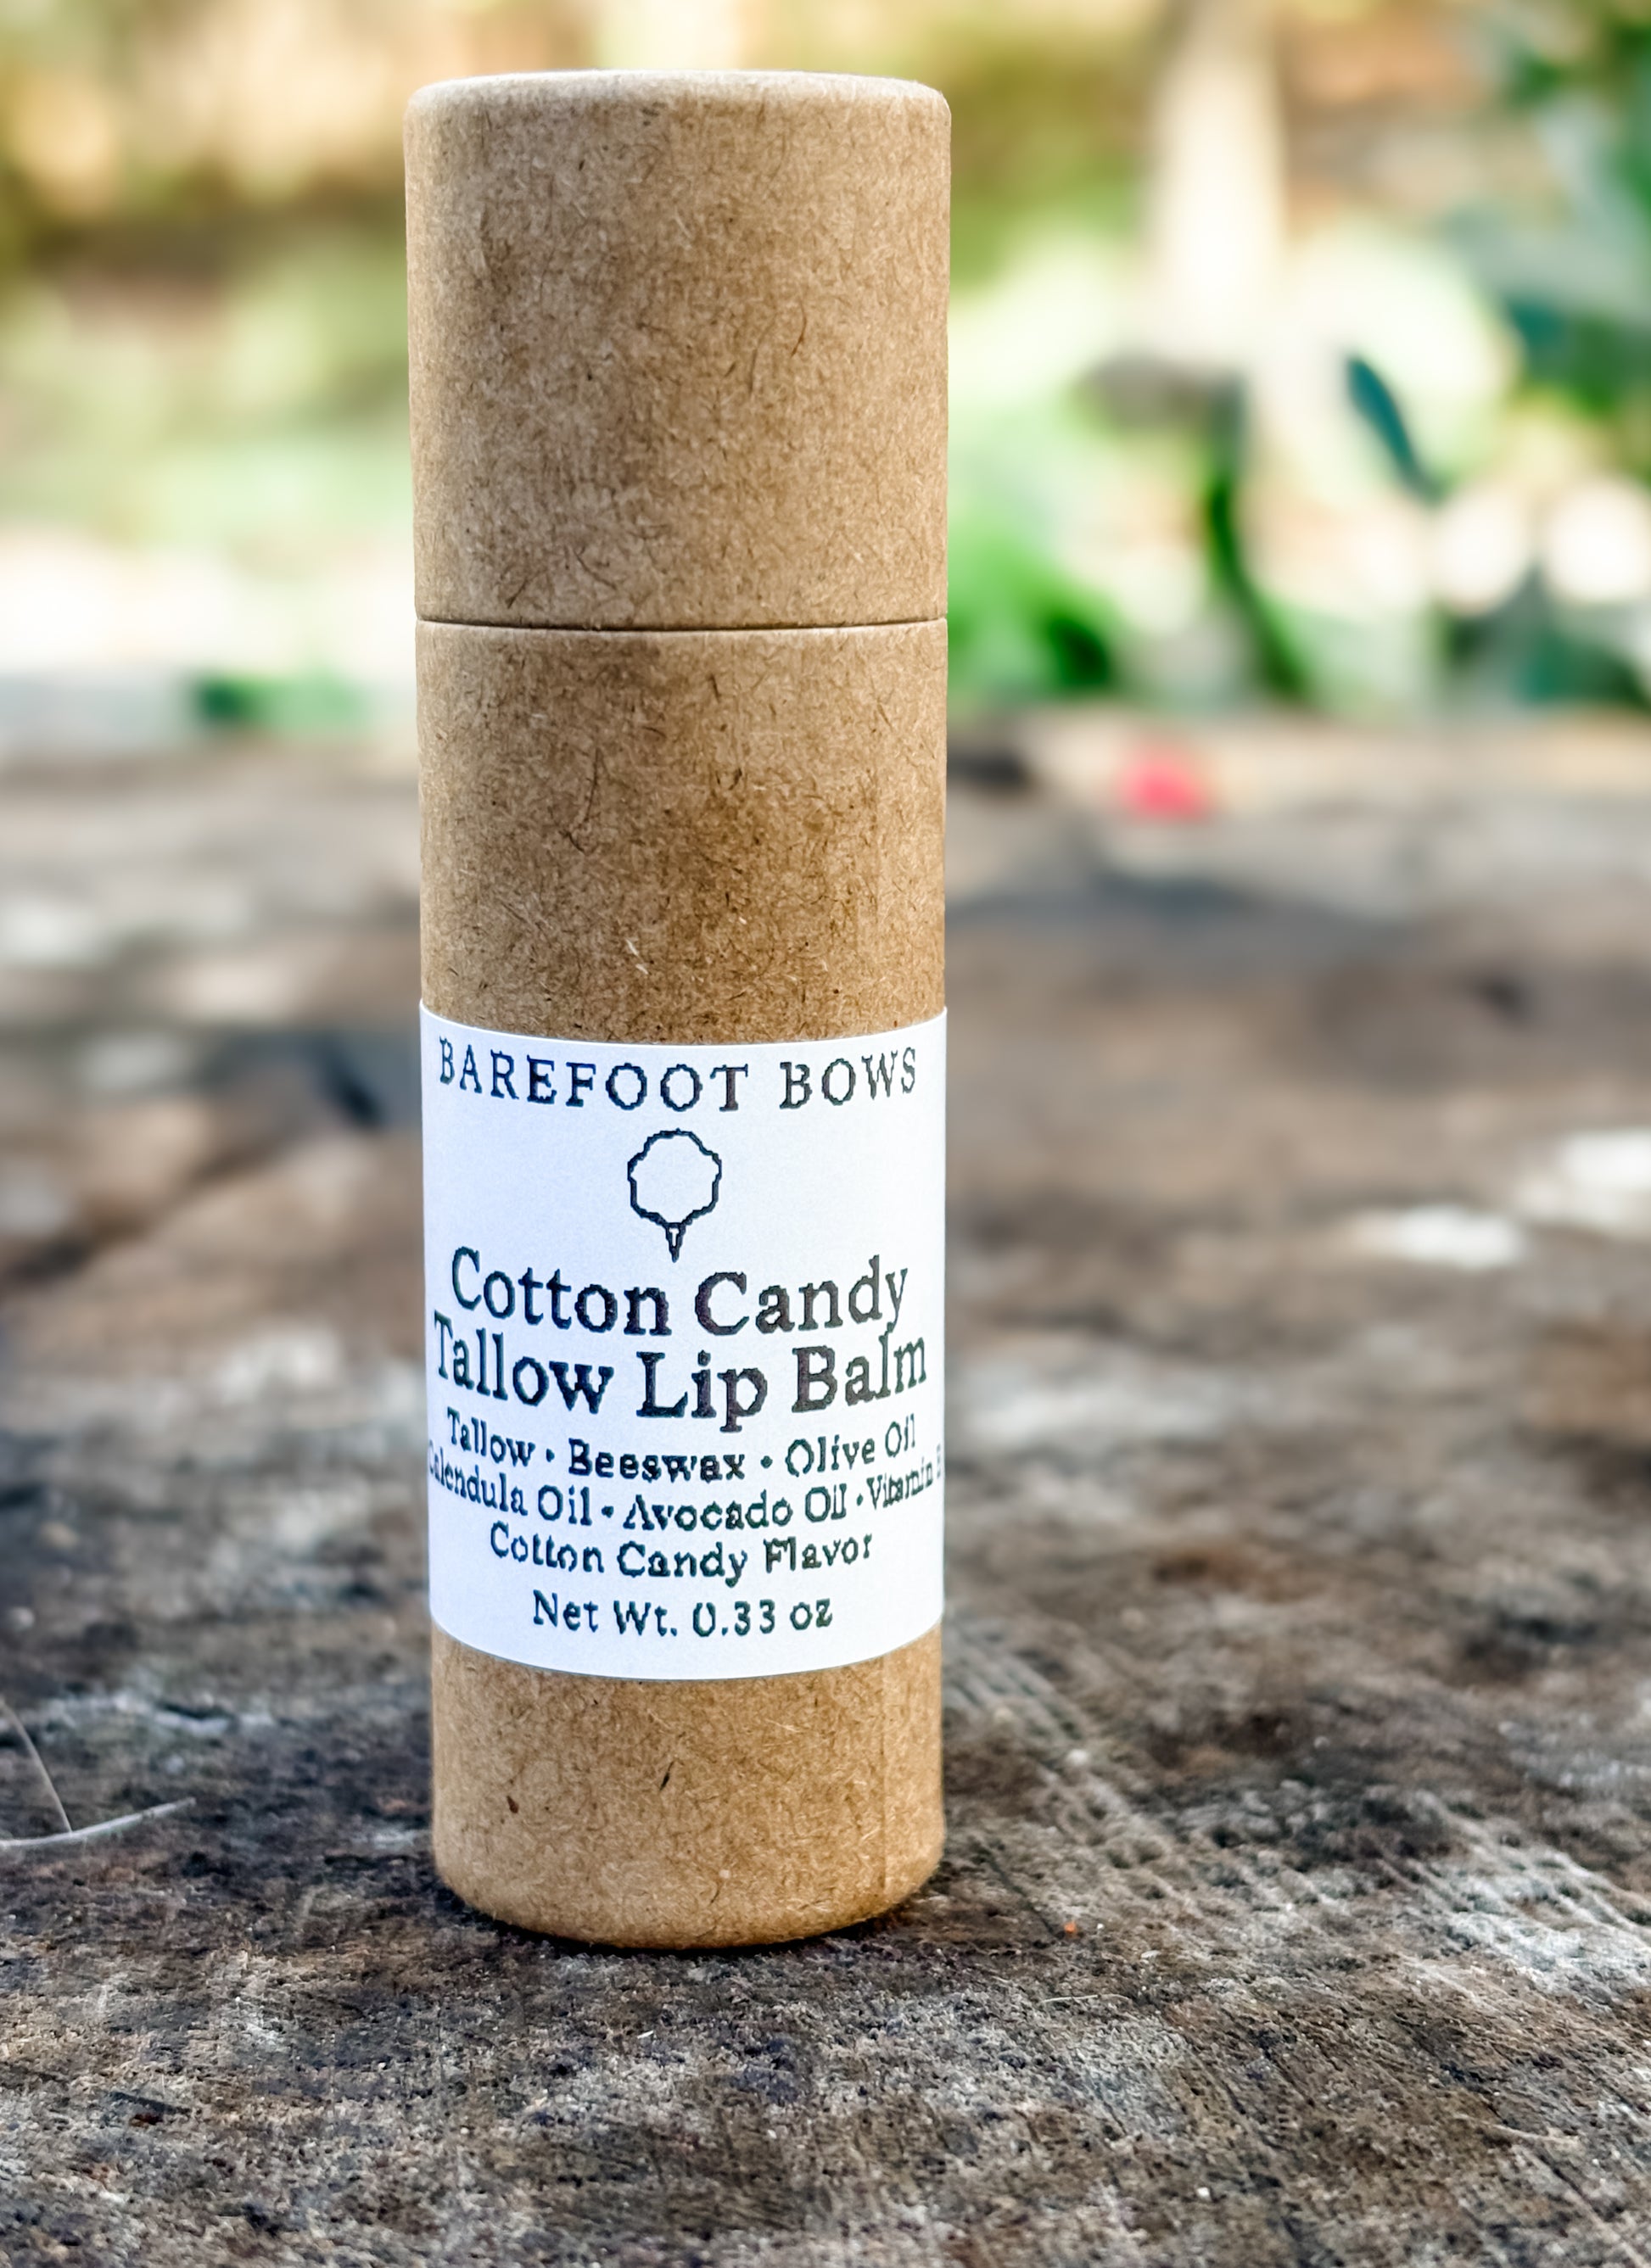 BAREFOOT BOWS
Cotton Candy
Tallow Lip Balm
Tallow • Beeswax • Olive Oil
Calendula Oil • Avocado Oil • Vitamin E
Cotton Candy Flavor
Net Wt. 0.33 oz